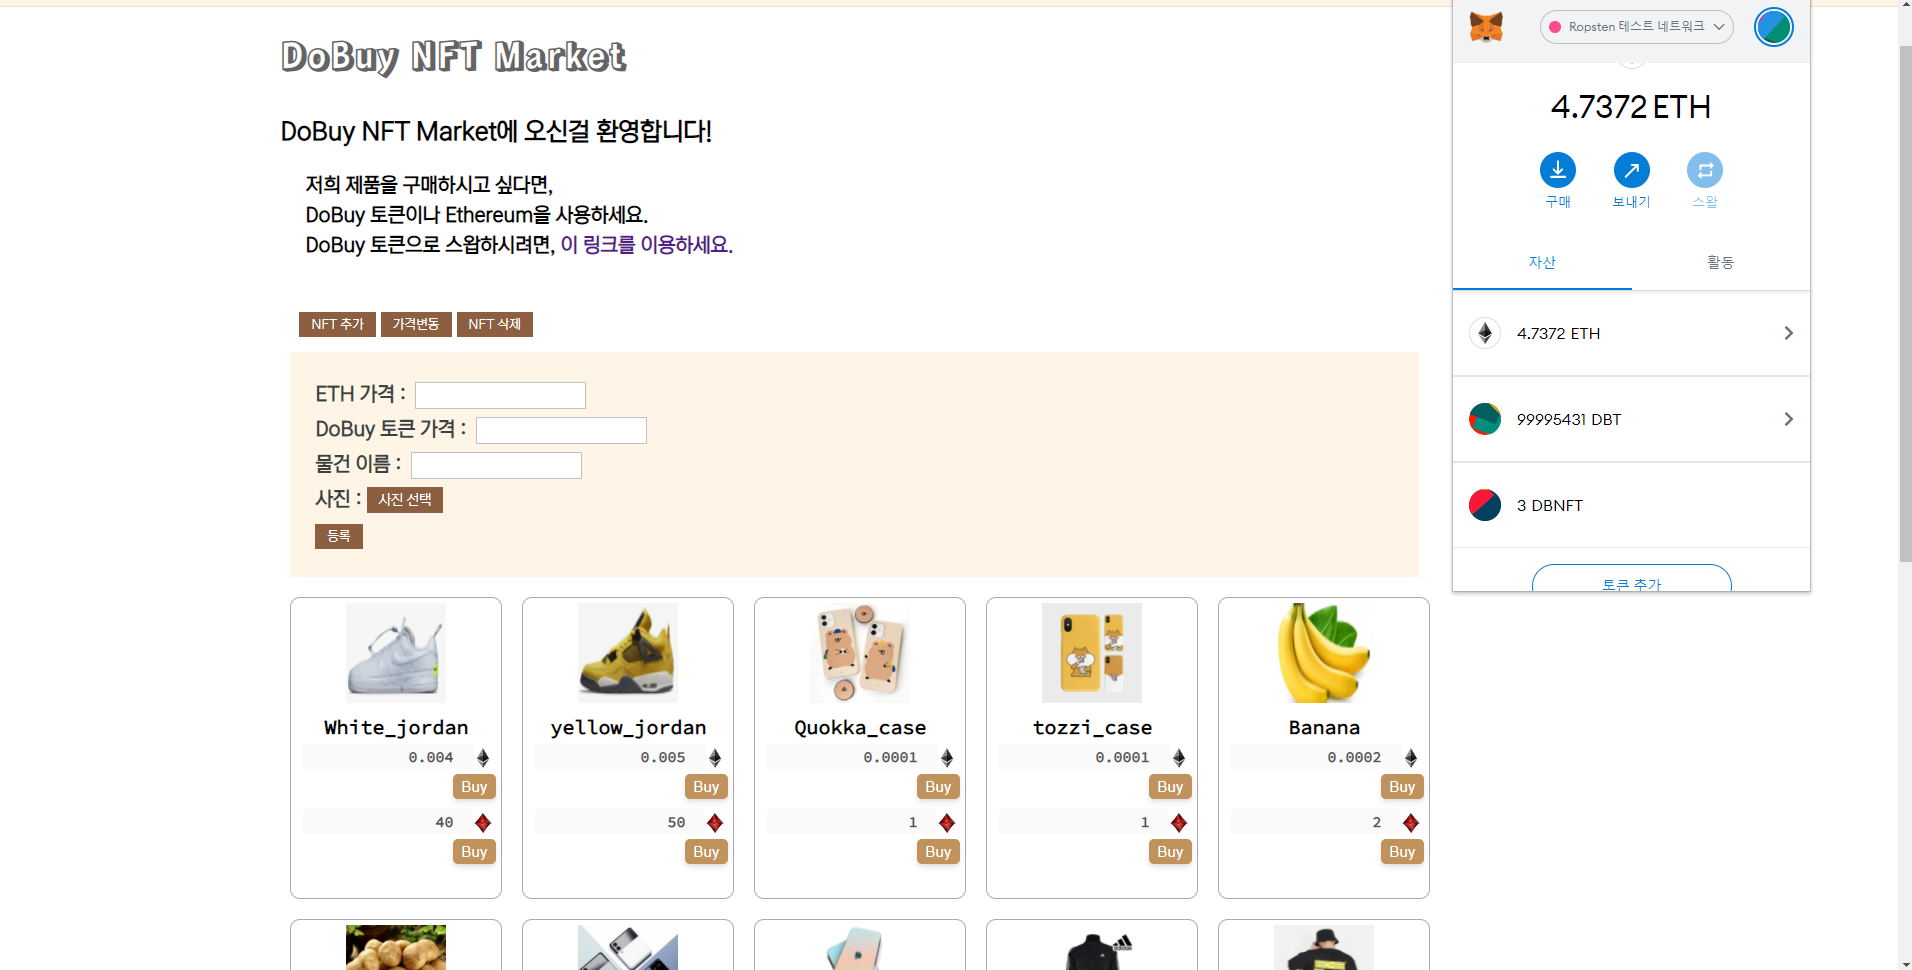 DoBuy NFT Market
DoBuy NFT Market에 오신걸 환영합니다!
저희 제품을 구매하시고 싶다면,
DoBuy 토큰이나 Ethereum을 사용하세요.
DoBuy 토큰으로 스왑하시려면, 이 링크를 이용하세요.
NFT 추가 가격변동 NFT 삭제
ETH 가격 :
DoBuy 토큰 가격 :
물건 이름 :
사진 : 사진 선택
등록
White_jordan
0.004
Buy
40
Buy
yellow_jordan
0.005
Buy
50
Buy
Quokka_case
0.0001
Buy
1
Buy
tozzi_case
0.0001
Buy
1
Buy
Banana
0.0002
Buy
2
Buy
adidas
Ropsten 테스트 네트워크
4.7372 ETH
구매 보내기 스왑
자산 활동
4.7372 ETH
99995431 DBT
3 DBNFT
토큰 추가